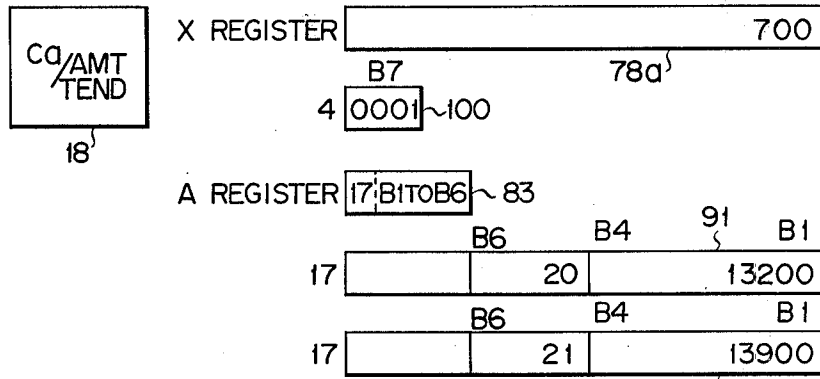 X REGISTER 700
Ca/AMT TEND
78a
B7
4 0001 100
18
A REGISTER 17 B1TOB6 83
91
B6 B4 B1
17 20 13200
B6 B4 B1
17 21 13900